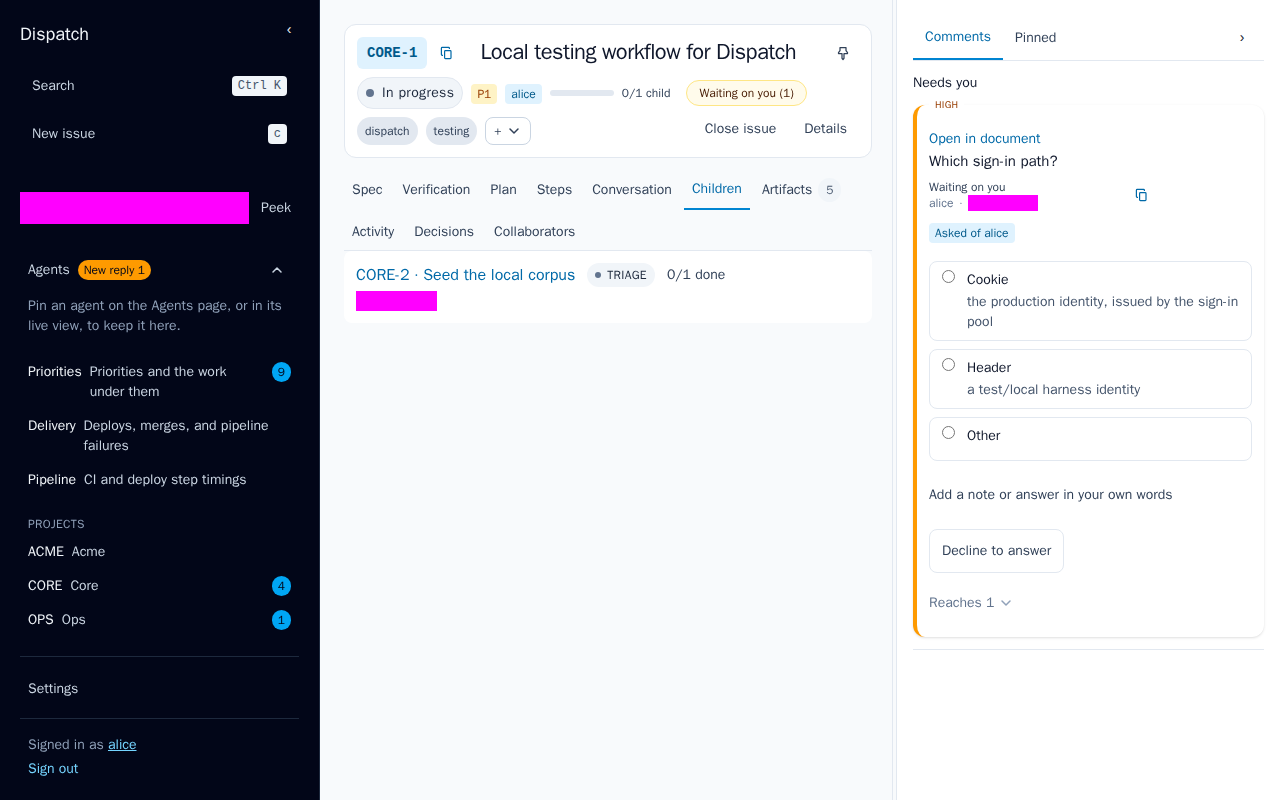 Dispatch
‹
Search
Ctrl K
New issue
C
Peek
Agents
New reply 1
Pin an agent on the Agents page, or in its
live view, to keep it here.
Priorities
Priorities and the work
under them
9
Delivery
Deploys, merges, and pipeline
failures
Pipeline
CI and deploy step timings
PROJECTS
ACME Acme
CORE Core
4
OPS Ops
1
Settings
Signed in as alice
Sign out
CORE-1
Local testing workflow for Dispatch
In progress
P1
alice
0/1 child
Waiting on you (1)
dispatch
testing
+
Close issue
Details
Spec
Verification
Plan
Steps
Conversation
Children
Artifacts
5
Activity
Decisions
Collaborators
CORE-2 · Seed the local corpus
TRIAGE
0/1 done
Comments
Pinned
›
Needs you
HIGH
Open in document
Which sign-in path?
Waiting on you
alice ·
Asked of alice
Cookie
the production identity, issued by the sign-in
pool
Header
a test/local harness identity
Other
Add a note or answer in your own words
Decline to answer
Reaches 1